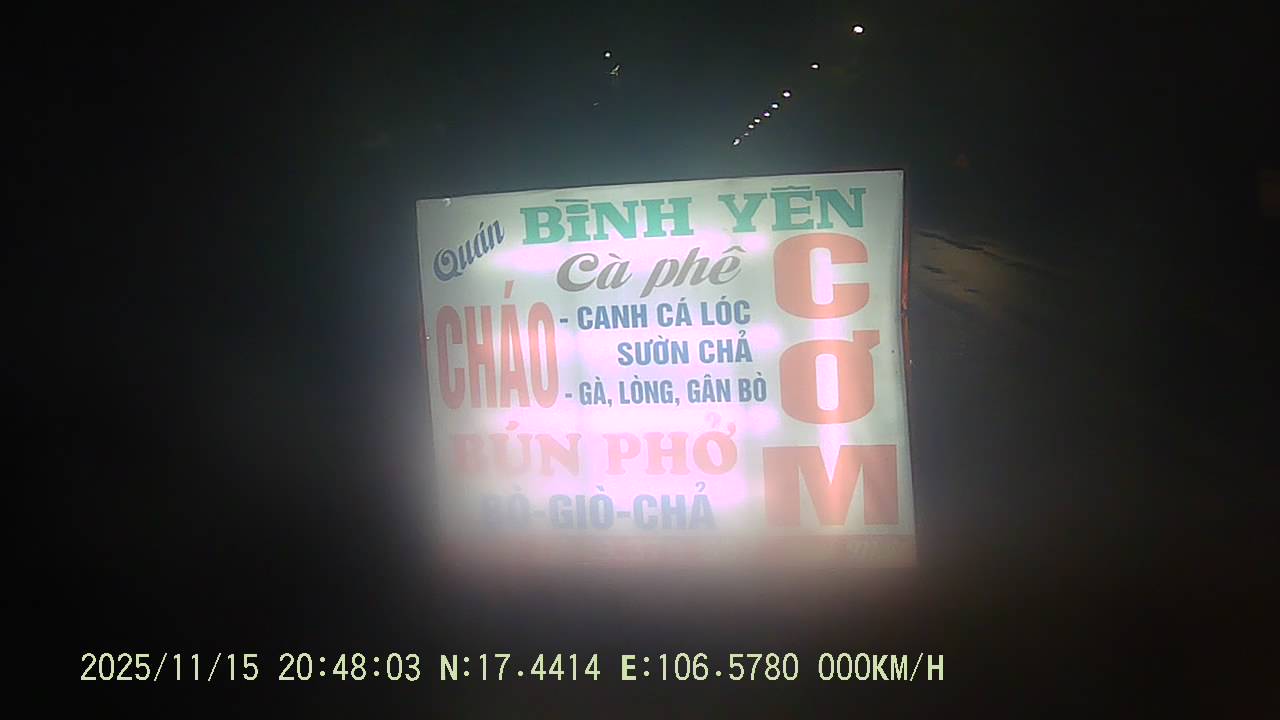 Quán BÌNH YÊN
Cà phê
CHÁO
- CANH CÁ LÓC
SƯỜN CHẢ
- GÀ, LÒNG, GÂN BÒ
BÚN PHỞ
BÒ-GIÒ-CHẢ
CƠM
2025/11/15 20:48:03 N:17.4414 E:106.5780 000KM/H